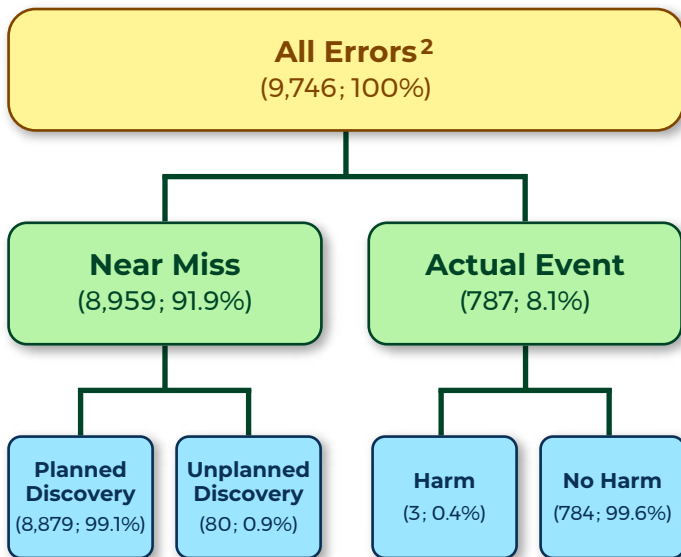 All Errors²
(9,746; 100%)
Near Miss
(8,959; 91.9%)
Actual Event
(787; 8.1%)
Planned
Discovery
(8,879; 99.1%)
Unplanned
Discovery
(80; 0.9%)
Harm
(3; 0.4%)
No Harm
(784; 99.6%)